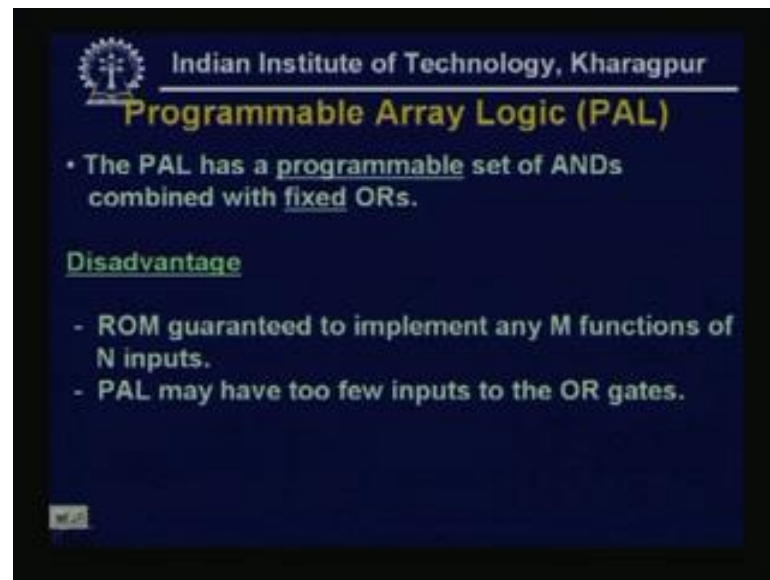 Indian Institute of Technology, Kharagpur
Programmable Array Logic (PAL)
• The PAL has a programmable set of ANDs
combined with fixed ORs.
Disadvantage
- ROM guaranteed to implement any M functions of
N inputs.
- PAL may have too few inputs to the OR gates.